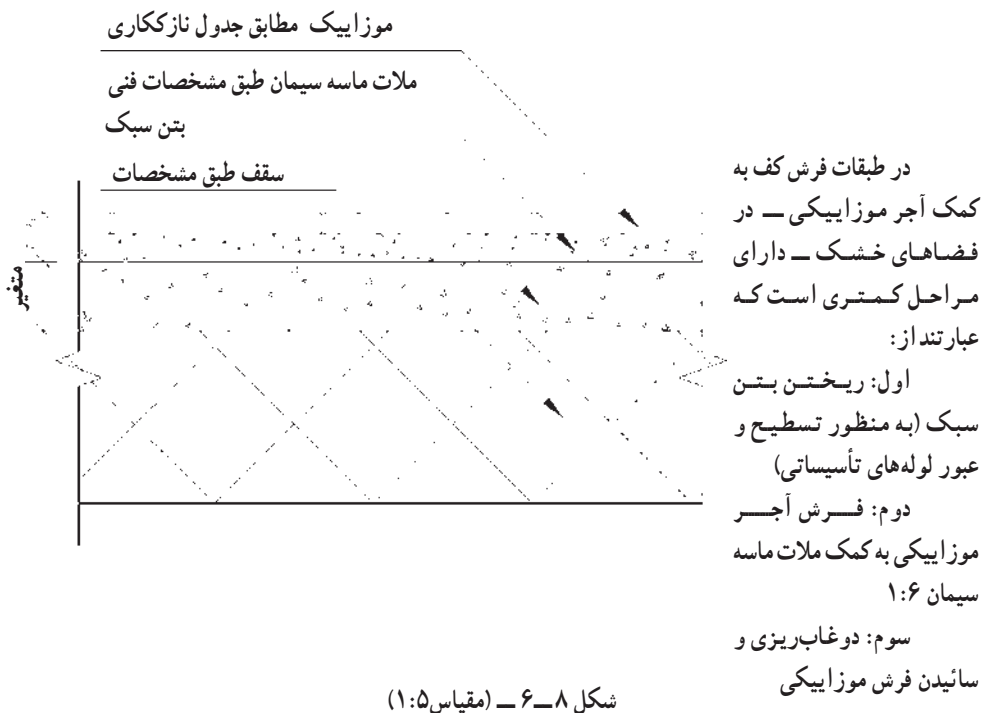 موزاییک مطابق جدول نازککاری
ملات ماسه سیمان طبق مشخصات فنی
بتن سبک
سقف طبق مشخصات
متغیر
در طبقات فرش کف به
کمک آجر موزاییکی ــ در
فضاهای خشک ــ دارای
مراحل کمتری است که
عبارتند از:
اول: ریختن بتن
سبک (به منظور تسطیح و
عبور لوله‌های تأسیساتی)
دوم: فرش آجر
موزاییکی به کمک ملات ماسه
سیمان ۱:۶
سوم: دوغاب‌ریزی و
سائیدن فرش موزاییکی
شکل ۸ــ۶ ــ (مقیاس۱:۵)